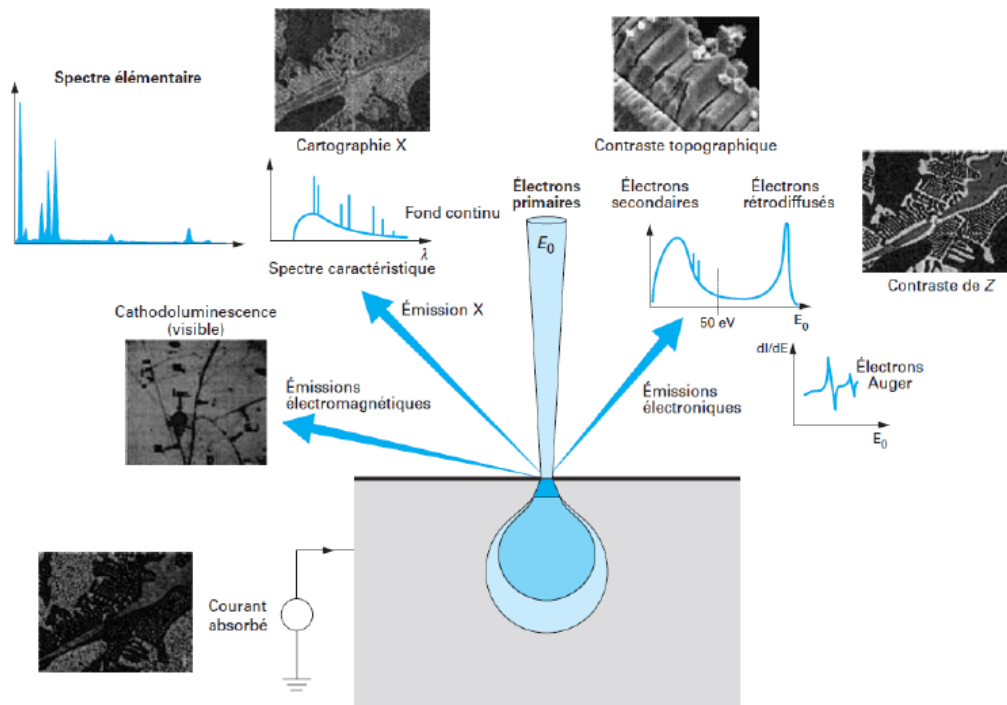 Spectre élémentaire
Cartographie X
Fond continu
λ
Spectre caractéristique
Contraste topographique
Électrons
primaires
E0
Électrons
secondaires
Électrons
rétrodiffusés
50 eV
E0
Contraste de Z
dI/dE
Électrons
Auger
E0
Cathodoluminescence
(visible)
Émission X
Émissions
électromagnétiques
Émissions
électroniques
Courant
absorbé